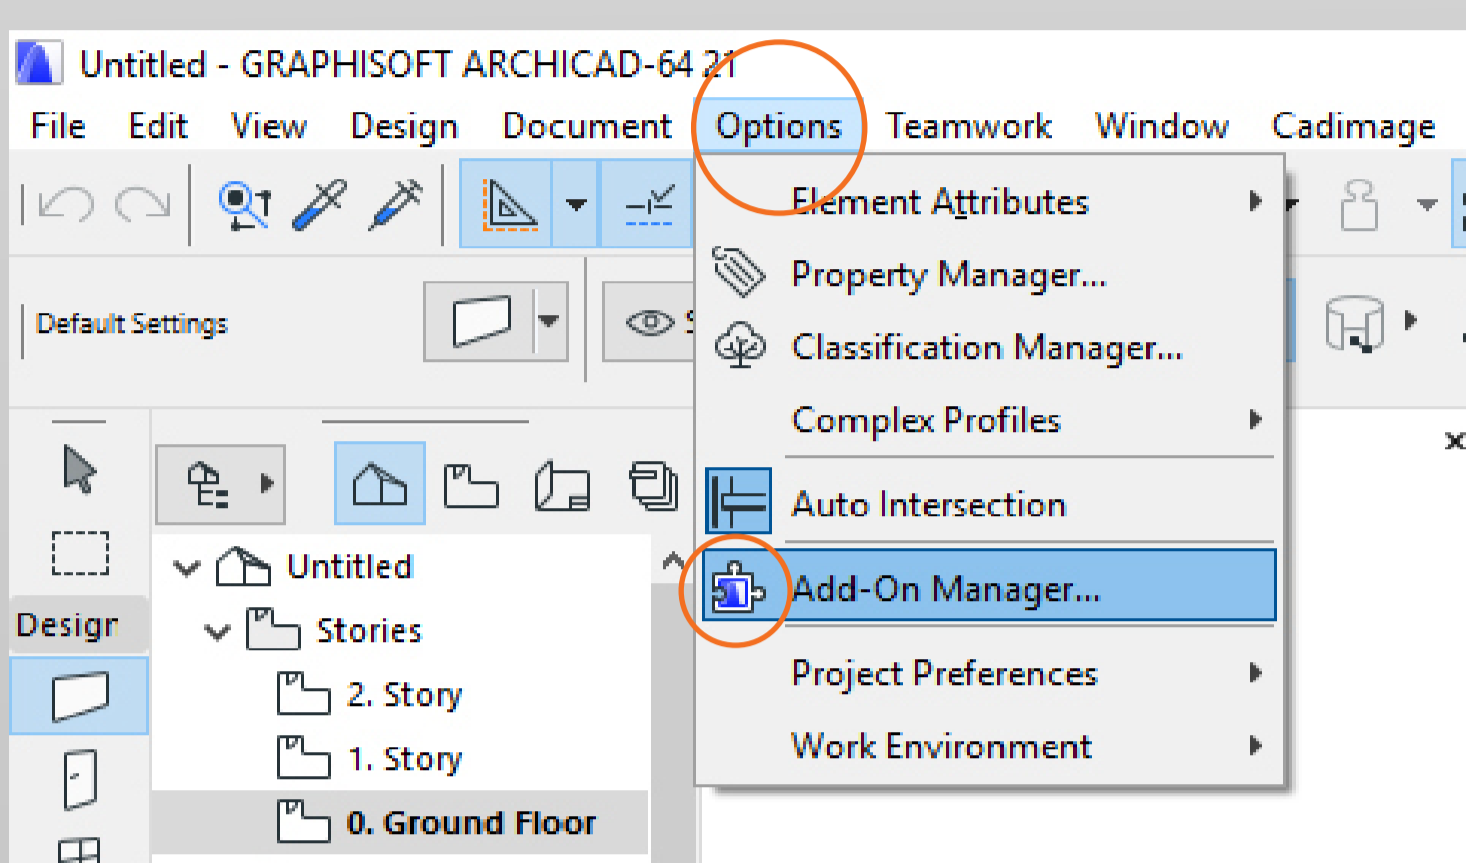 Untitled - GRAPHISOFT ARCHICAD-64 21
File Edit View Design Document Options Teamwork Window Cadimage
Element Attributes
Property Manager...
Default Settings
Classification Manager...
Complex Profiles
Auto Intersection
Untitled
Add-On Manager...
Design
Stories
Project Preferences
2. Story
Work Environment
1. Story
0. Ground Floor